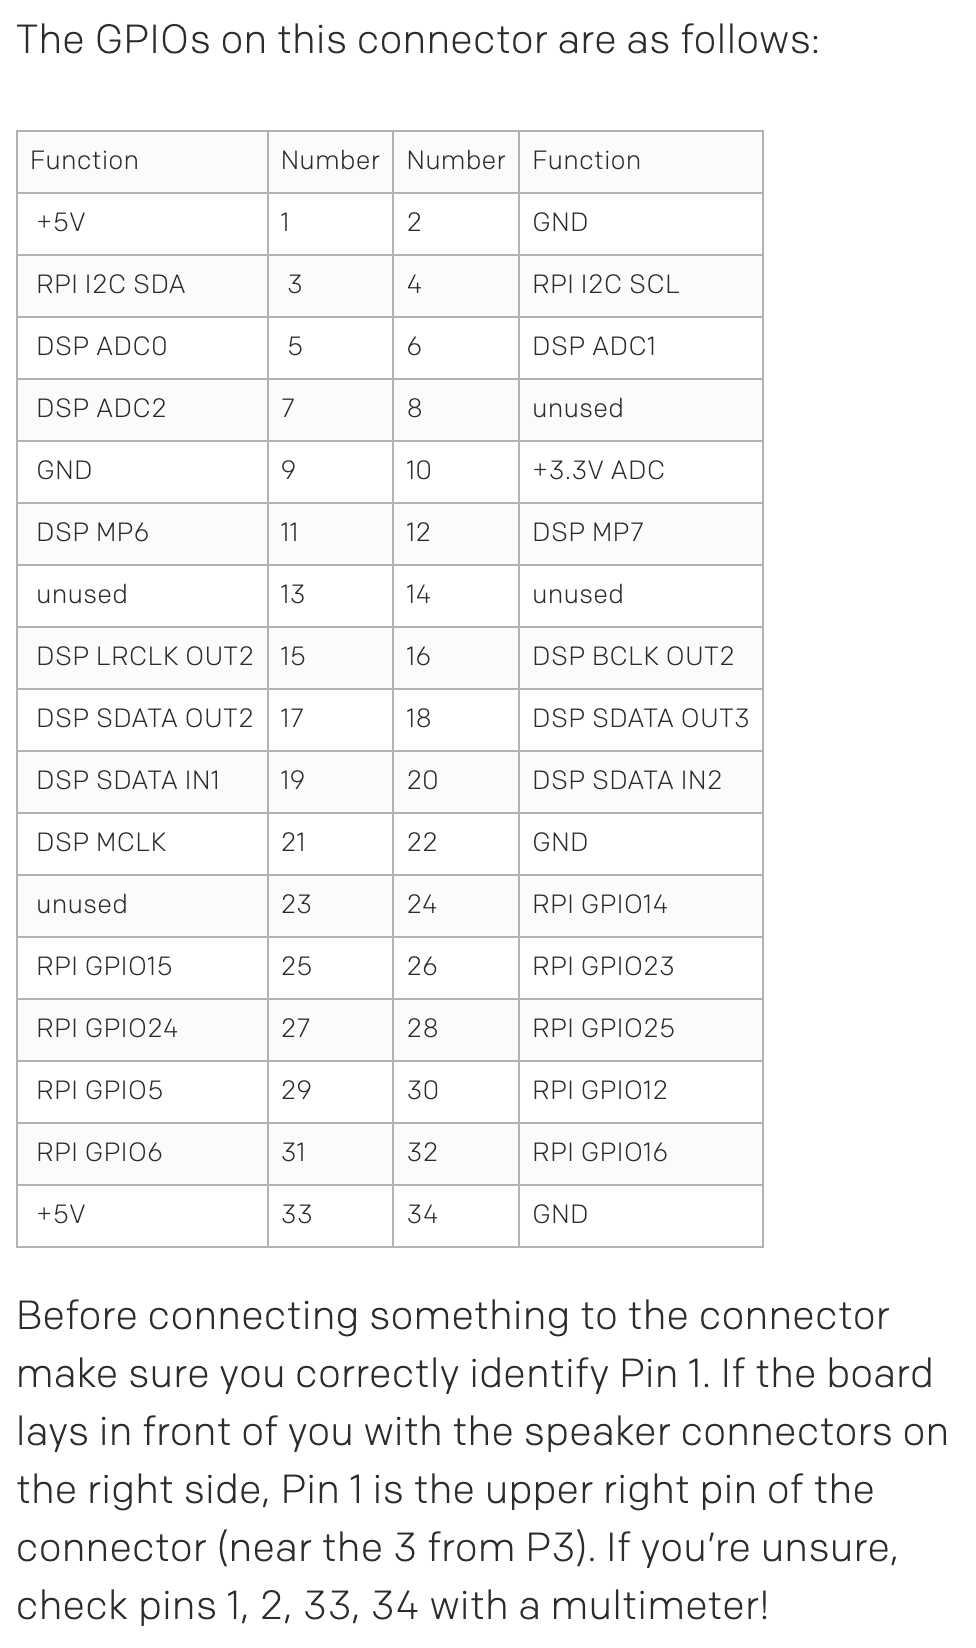 The GPIOs on this connector are as follows:
Function Number Number Function
+5V 1 2 GND
RPI I2C SDA 3 4 RPI I2C SCL
DSP ADC0 5 6 DSP ADC1
DSP ADC2 7 8 unused
GND 9 10 +3.3V ADC
DSP MP6 11 12 DSP MP7
unused 13 14 unused
DSP LRCLK OUT2 15 16 DSP BCLK OUT2
DSP SDATA OUT2 17 18 DSP SDATA OUT3
DSP SDATA IN1 19 20 DSP SDATA IN2
DSP MCLK 21 22 GND
unused 23 24 RPI GPIO14
RPI GPIO15 25 26 RPI GPIO23
RPI GPIO24 27 28 RPI GPIO25
RPI GPIO5 29 30 RPI GPIO12
RPI GPIO6 31 32 RPI GPIO16
+5V 33 34 GND
Before connecting something to the connector
make sure you correctly identify Pin 1. If the board
lays in front of you with the speaker connectors on
the right side, Pin 1 is the upper right pin of the
connector (near the 3 from P3). If you’re unsure,
check pins 1, 2, 33, 34 with a multimeter!